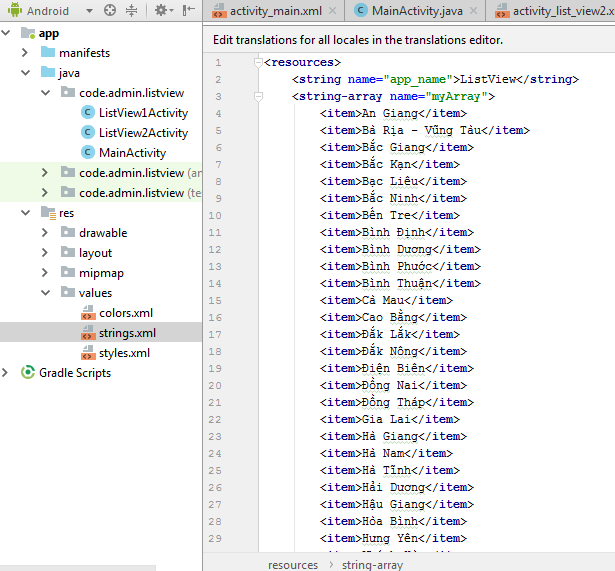 Android
activity_main.xml
MainActivity.java
activity_list_view2.x
app
manifests
java
code.admin.listview
ListView1Activity
ListView2Activity
MainActivity
code.admin.listview (an
code.admin.listview (te
res
drawable
layout
mipmap
values
colors.xml
strings.xml
styles.xml
Gradle Scripts
Edit translations for all locales in the translations editor.
1 <resources>
2 <string name="app_name">ListView</string>
3 <string-array name="myArray">
4 <item>An Giang</item>
5 <item>Bà Rịa – Vũng Tàu</item>
6 <item>Bắc Giang</item>
7 <item>Bắc Kạn</item>
8 <item>Bạc Liêu</item>
9 <item>Bắc Ninh</item>
10 <item>Bến Tre</item>
11 <item>Bình Định</item>
12 <item>Bình Dương</item>
13 <item>Bình Phước</item>
14 <item>Bình Thuận</item>
15 <item>Cà Mau</item>
16 <item>Cao Bằng</item>
17 <item>Đắk Lắk</item>
18 <item>Đắk Nông</item>
19 <item>Điện Biên</item>
20 <item>Đồng Nai</item>
21 <item>Đồng Tháp</item>
22 <item>Gia Lai</item>
23 <item>Hà Giang</item>
24 <item>Hà Nam</item>
25 <item>Hà Tĩnh</item>
26 <item>Hải Dương</item>
27 <item>Hậu Giang</item>
28 <item>Hòa Bình</item>
29 <item>Hưng Yên</item>
resources
string-array